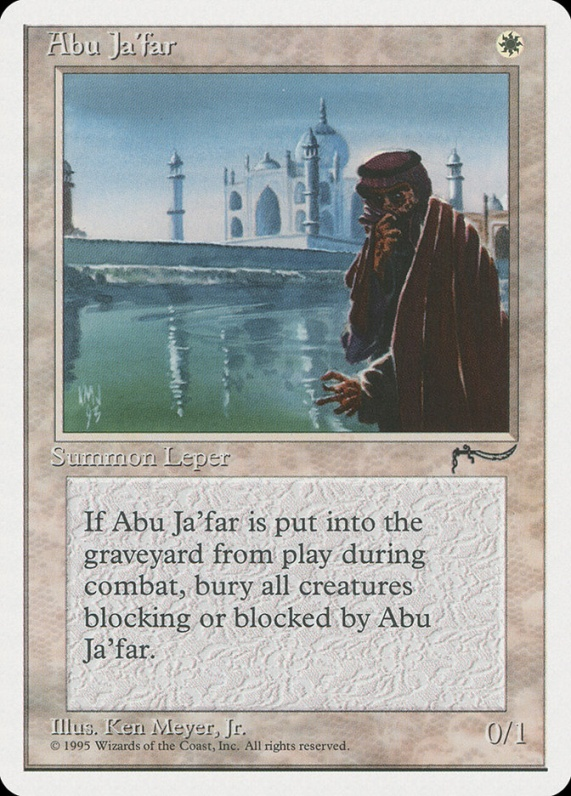 Abu Ja'far
Summon Leper
If Abu Ja'far is put into the
graveyard from play during
combat, bury all creatures
blocking or blocked by Abu
Ja'far.
Illus. Ken Meyer, Jr.
0/1
© 1995 Wizards of the Coast, Inc. All rights reserved.